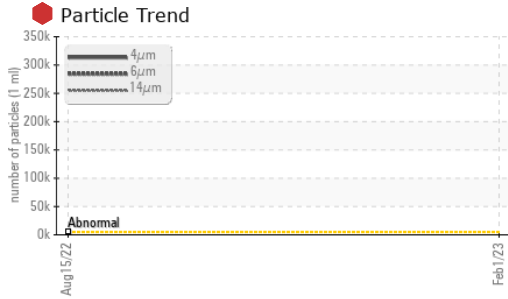 Particle Trend
350k
300k
250k
200k
150k
100k
50k
0k
number of particles (1 ml)
4μm
6μm
14μm
Abnormal
Aug15/22
Feb1/23